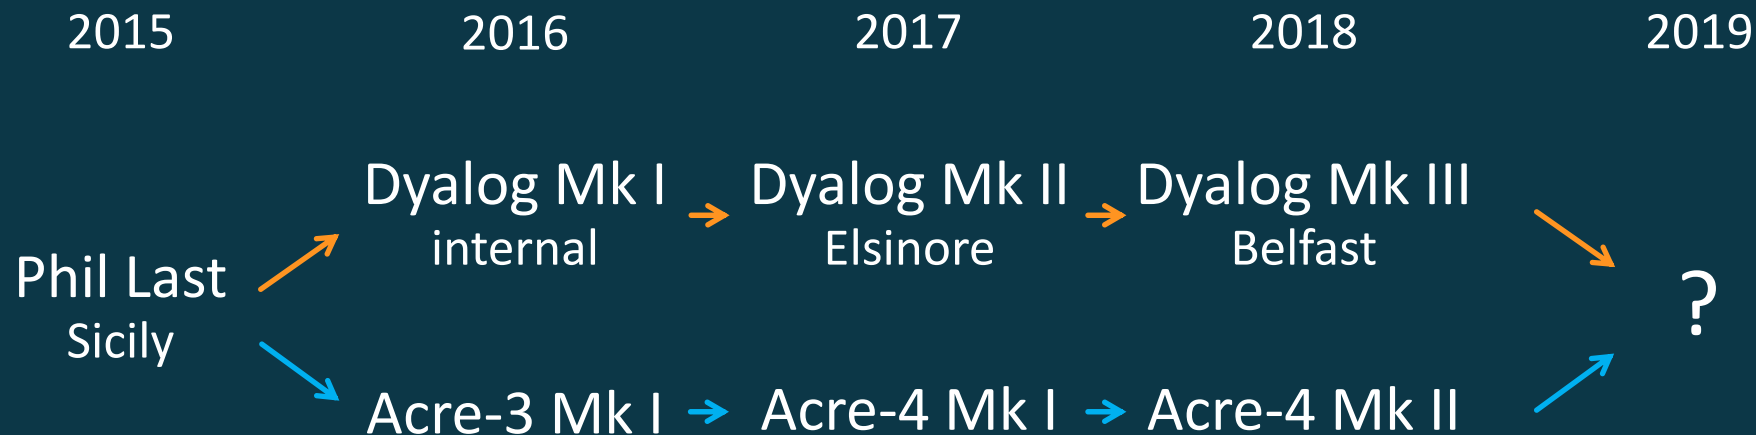 2015 2016 2017 2018 2019
Dyalog Mk I Dyalog Mk II Dyalog Mk III
internal Elsinore Belfast
Phil Last
Sicily
?
Acre-3 Mk I Acre-4 Mk I Acre-4 Mk II